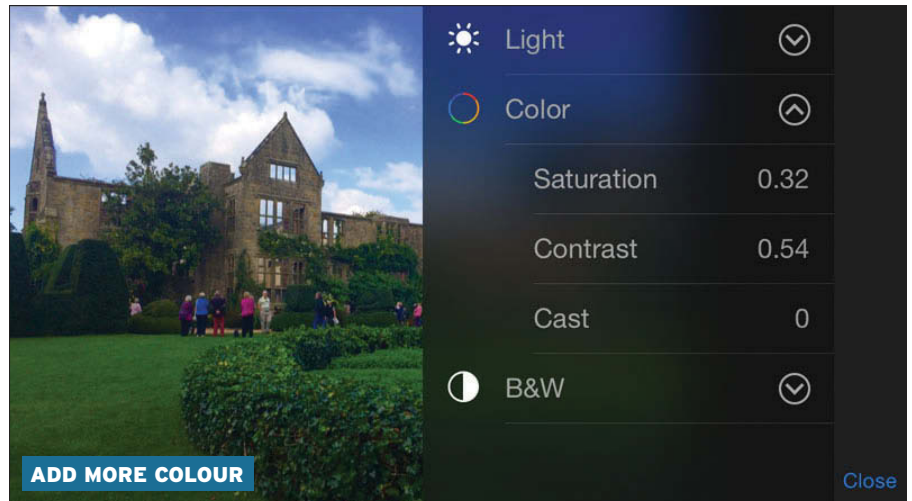 Light
Color
Saturation 0.32
Contrast 0.54
Cast 0
B&W
ADD MORE COLOUR
Close